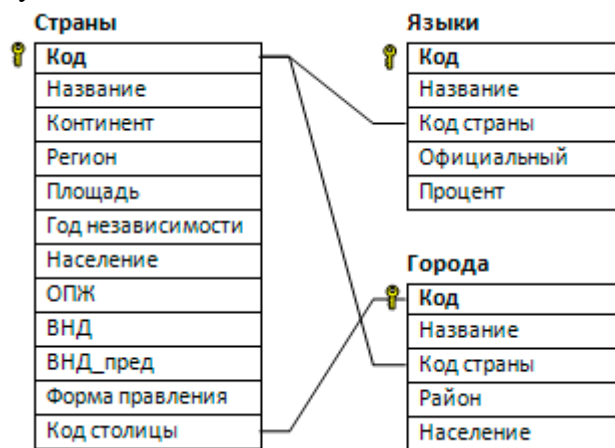 Страны
Код
Название
Континент
Регион
Площадь
Год независимости
Население
ОПЖ
ВНД
ВНД_пред
Форма правления
Код столицы
Языки
Код
Название
Код страны
Официальный
Процент
Города
Код
Название
Код страны
Район
Население